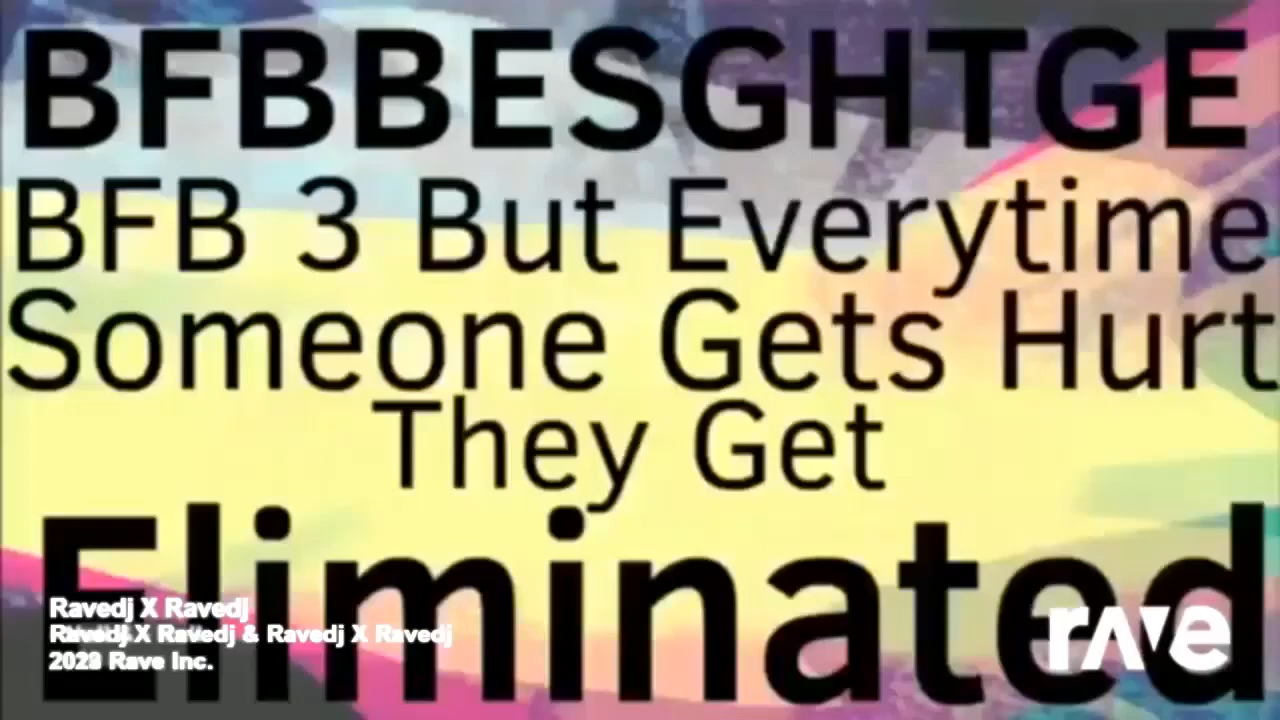 BFBBESGHTGE
BFB 3 But Everytime
Someone Gets Hurt
They Get
Eliminated
Ravedj X Ravedj
Ravedj X Ravedj & Ravedj X Ravedj
Rave Inc.
rave